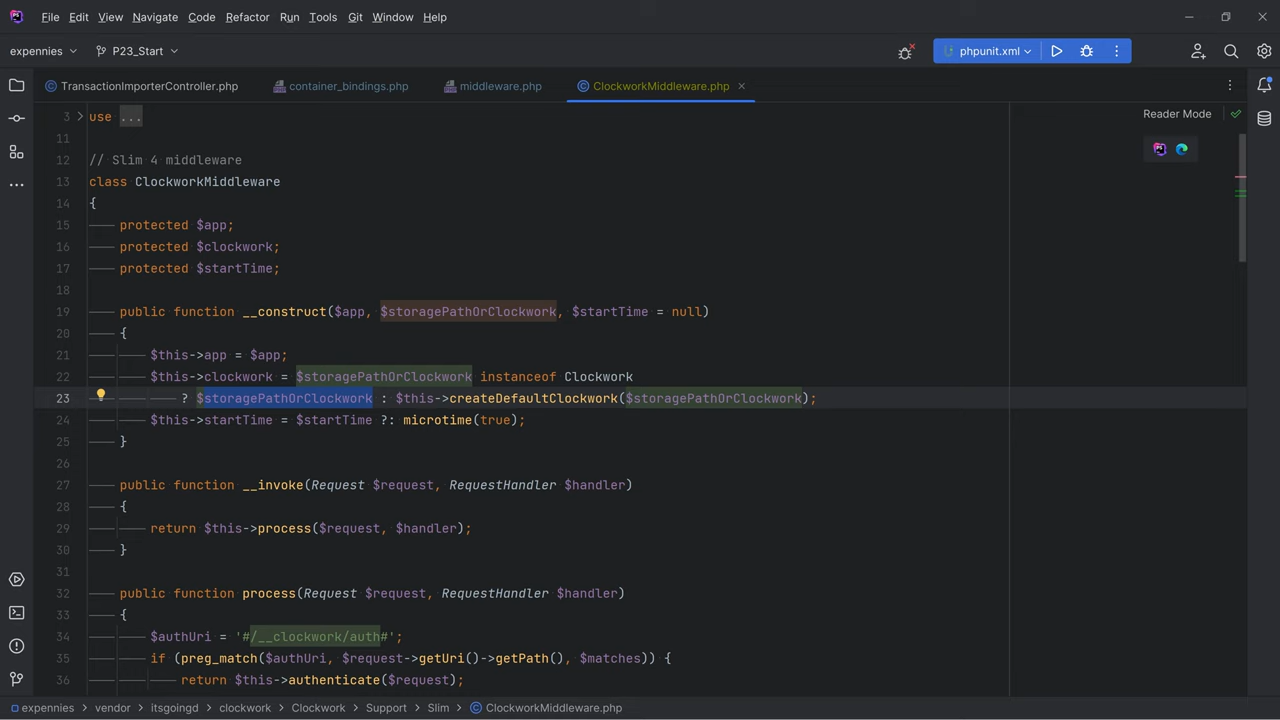 File Edit View Navigate Code Refactor Run Tools Git Window Help
expennies P23_Start phpunit.xml
TransactionImporterController.php container_bindings.php middleware.php ClockworkMiddleware.php
Reader Mode
3 use ...
11
12 // Slim 4 middleware
13 class ClockworkMiddleware
14 {
15 protected $app;
16 protected $clockwork;
17 protected $startTime;
18
19 public function __construct($app, $storagePathOrClockwork, $startTime = null)
20 {
21 $this->app = $app;
22 $this->clockwork = $storagePathOrClockwork instanceof Clockwork
23 ? $storagePathOrClockwork : $this->createDefaultClockwork($storagePathOrClockwork);
24 $this->startTime = $startTime ?: microtime(true);
25 }
26
27 public function __invoke(Request $request, RequestHandler $handler)
28 {
29 return $this->process($request, $handler);
30 }
31
32 public function process(Request $request, RequestHandler $handler)
33 {
34 $authUri = '#/__clockwork/auth#';
35 if (preg_match($authUri, $request->getUri()->getPath(), $matches)) {
36 return $this->authenticate($request);
expennies vendor itsgoingd clockwork Clockwork Support Slim ClockworkMiddleware.php